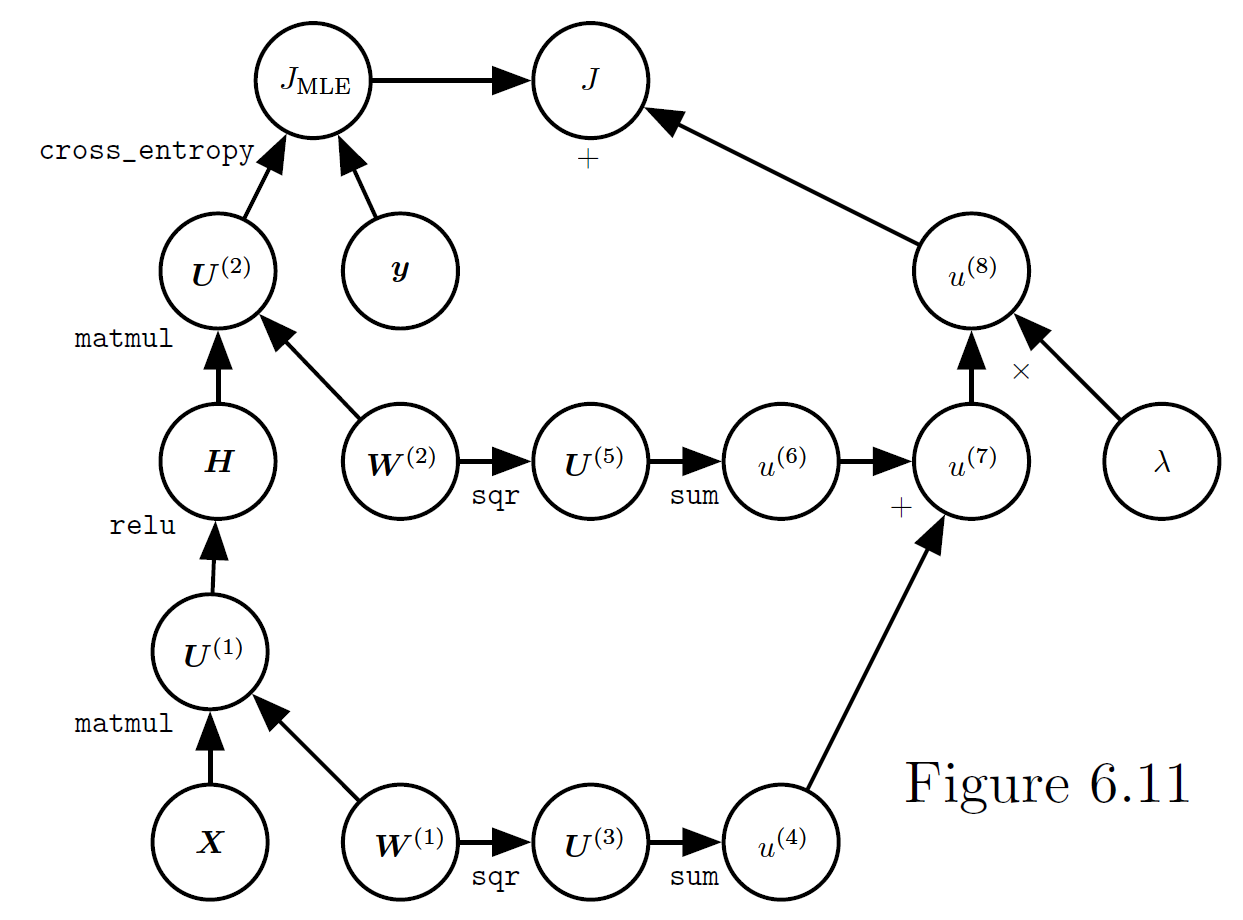 J_MLE J
cross_entropy +
U^(2) y u^(8)
matmul ×
H W^(2) U^(5) u^(6) u^(7) λ
sqr sum +
relu
U^(1)
matmul
Figure 6.11
X W^(1) U^(3) u^(4)
sqr sum